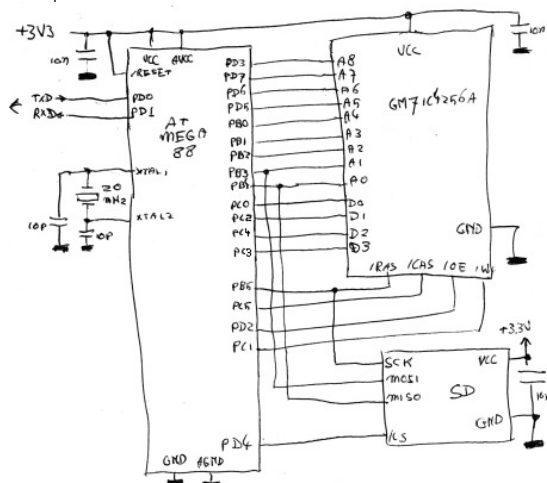 +3V3
10n
VCC AVCC
/RESET
TXD
RXD
PD0
PD1
AT
MEGA
88
XTAL1
20
MHz
XTAL2
10P
10P
PD3
PD7
PD6
PD5
PB0
PB1
PB2
PB3
PB4
PC0
PC2
PC4
PC3
PB5
PC5
PD2
PC1
PD4
GND AGND
VCC
10n
GM71C4256A
A8
A7
A6
A5
A4
A3
A2
A1
A0
D0
D1
D2
D3
GND
/RAS /CAS /OE /W
+3.3V
SCK
MOSI
MISO
/CS
SD
VCC
GND